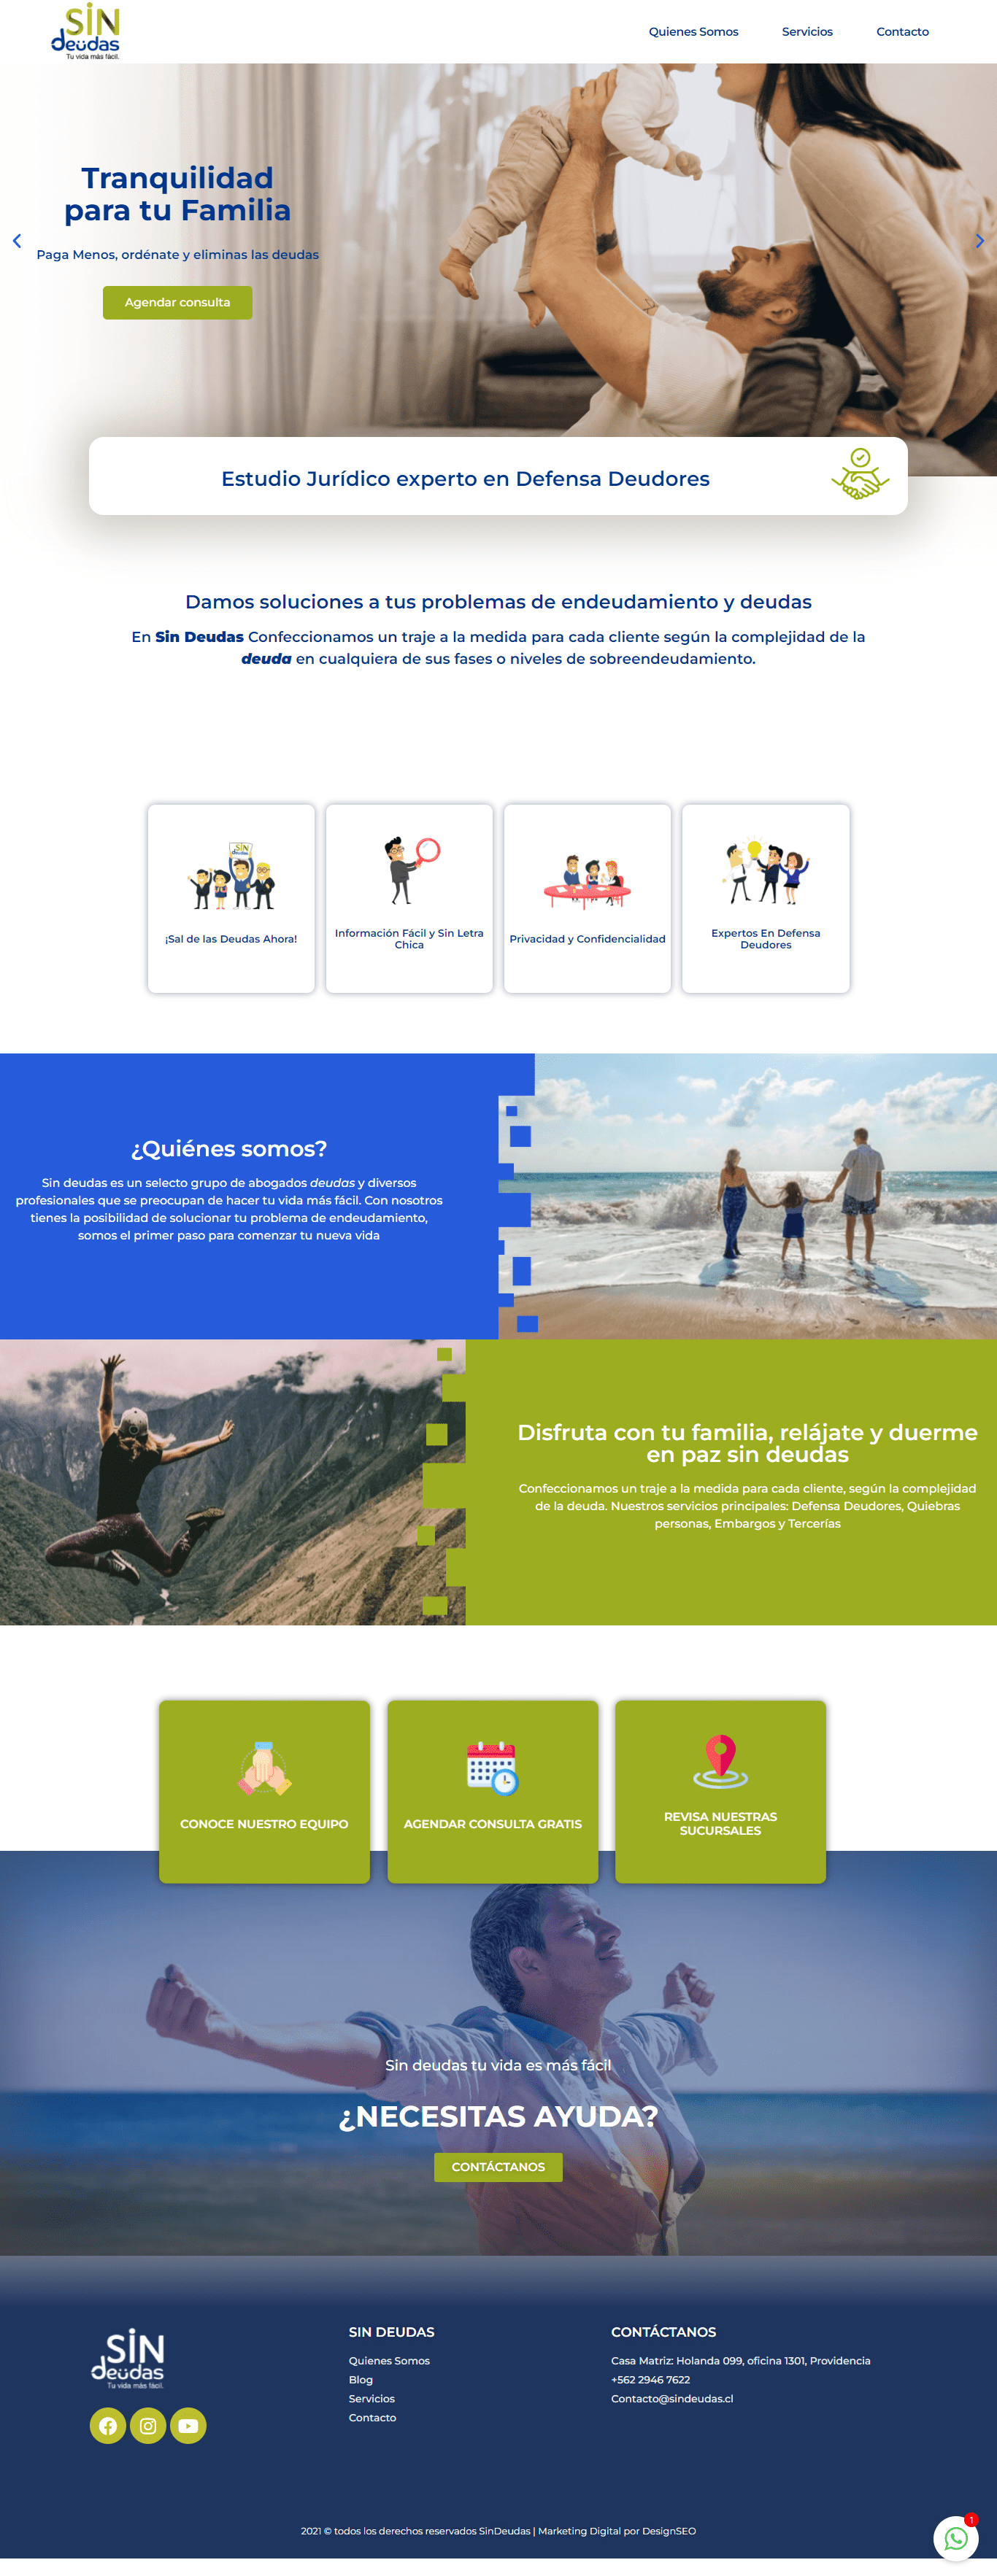 SIN
deudas
Tu vida más fácil.
Quienes Somos
Servicios
Contacto
Tranquilidad
para tu Familia
Paga Menos, ordénate y eliminas las deudas
Agendar consulta
Estudio Jurídico experto en Defensa Deudores
Damos soluciones a tus problemas de endeudamiento y deudas
En Sin Deudas Confeccionamos un traje a la medida para cada cliente según la complejidad de la
deuda en cualquiera de sus fases o niveles de sobreendeudamiento.
SIN
deudas
¡Sal de las Deudas Ahora!
Información Fácil y Sin Letra
Chica
Privacidad y Confidencialidad
Expertos En Defensa
Deudores
¿Quiénes somos?
Sin deudas es un selecto grupo de abogados deudas y diversos
profesionales que se preocupan de hacer tu vida más fácil. Con nosotros
tienes la posibilidad de solucionar tu problema de endeudamiento,
somos el primer paso para comenzar tu nueva vida
Disfruta con tu familia, relájate y duerme
en paz sin deudas
Confeccionamos un traje a la medida para cada cliente, según la complejidad
de la deuda. Nuestros servicios principales: Defensa Deudores, Quiebras
personas, Embargos y Tercerías
CONOCE NUESTRO EQUIPO
AGENDAR CONSULTA GRATIS
REVISA NUESTRAS
SUCURSALES
Sin deudas tu vida es más fácil
¿NECESITAS AYUDA?
CONTÁCTANOS
SIN
deudas
Tu vida más fácil.
SIN DEUDAS
Quienes Somos
Blog
Servicios
Contacto
CONTÁCTANOS
Casa Matriz: Holanda 099, oficina 1301, Providencia
+562 2946 7622
Contacto@sindeudas.cl
2021 © todos los derechos reservados SinDeudas | Marketing Digital por DesignSEO
1